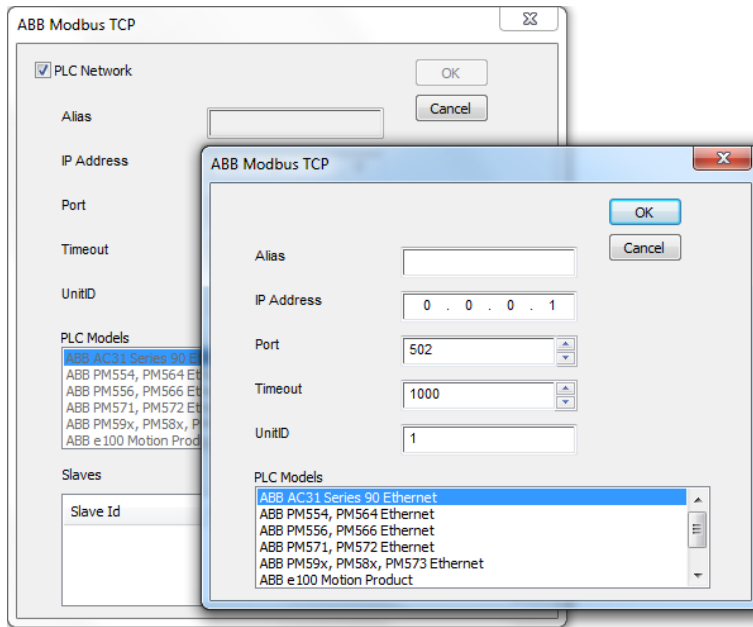 ABB Modbus TCP
PLC Network
OK
Cancel
Alias
IP Address
Port
Timeout
UnitID
PLC Models
ABB AC31 Series 90 E
ABB PM554, PM564 Et
ABB PM556, PM566 Et
ABB PM571, PM572 Et
ABB PM59x, PM58x, P
ABB e100 Motion Prod
Slaves
Slave Id
ABB Modbus TCP
OK
Cancel
Alias
IP Address 0 . 0 . 0 . 1
Port 502
Timeout 1000
UnitID 1
PLC Models
ABB AC31 Series 90 Ethernet
ABB PM554, PM564 Ethernet
ABB PM556, PM566 Ethernet
ABB PM571, PM572 Ethernet
ABB PM59x, PM58x, PM573 Ethernet
ABB e100 Motion Product